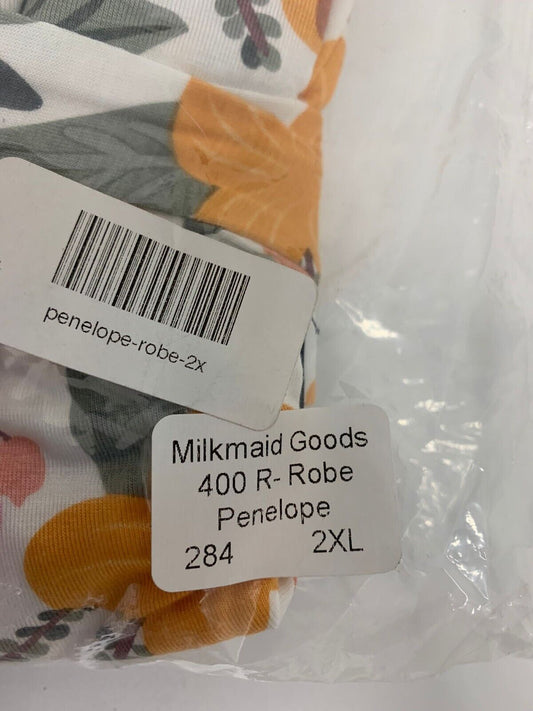 penelope-robe-2x
Milkmaid Goods
400 R- Robe
Penelope
284 2XL